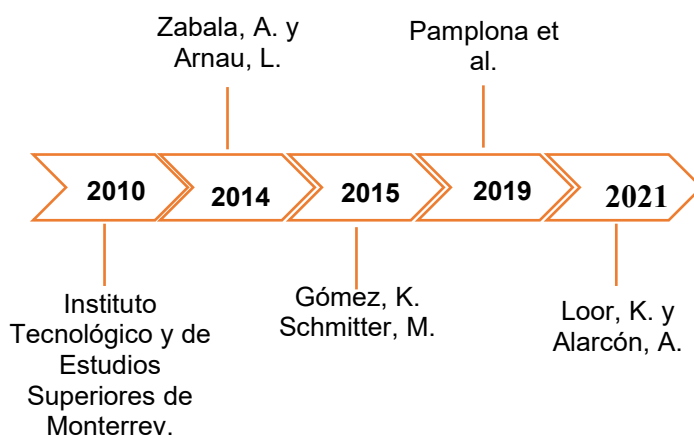 Zabala, A. y
Arnau, L.
Pamplona et
al.
2010
2014
2015
2019
2021
Instituto
Tecnológico y de
Estudios
Superiores de
Monterrey.
Gómez, K.
Schmitter, M.
Loor, K. y
Alarcón, A.